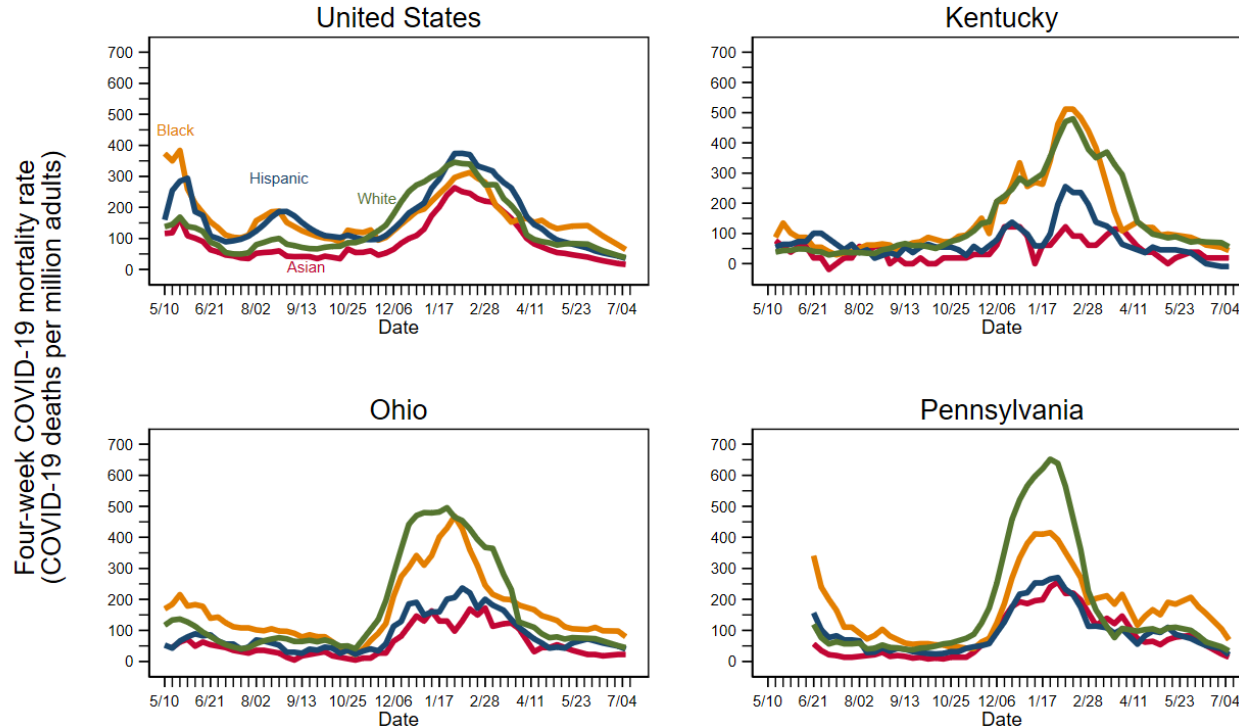 Four-week COVID-19 mortality rate
(COVID-19 deaths per million adults)
United States
700
600
500
400
300
200
100
0
Black
Hispanic
White
Asian
5/10 6/21 8/02 9/13 10/25 12/06 1/17 2/28 4/11 5/23 7/04
Date
Kentucky
700
600
500
400
300
200
100
0
5/10 6/21 8/02 9/13 10/25 12/06 1/17 2/28 4/11 5/23 7/04
Date
Ohio
700
600
500
400
300
200
100
0
5/10 6/21 8/02 9/13 10/25 12/06 1/17 2/28 4/11 5/23 7/04
Date
Pennsylvania
700
600
500
400
300
200
100
0
5/10 6/21 8/02 9/13 10/25 12/06 1/17 2/28 4/11 5/23 7/04
Date